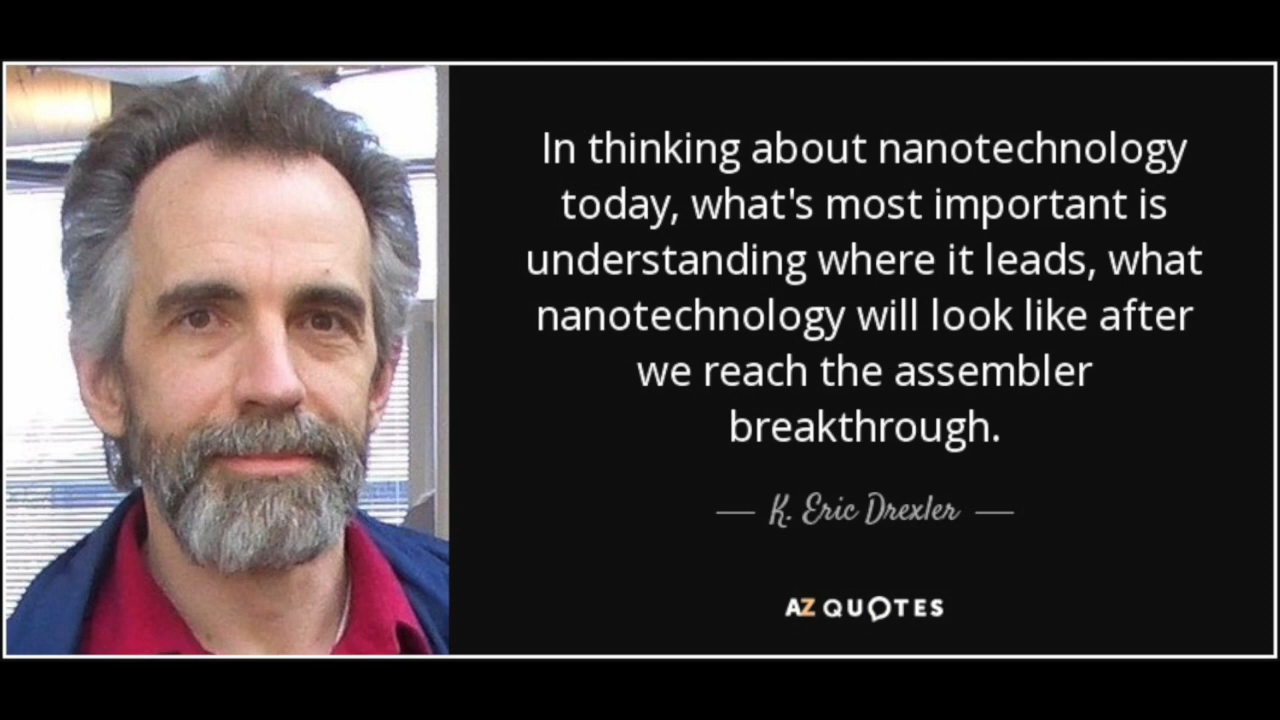 In thinking about nanotechnology
today, what's most important is
understanding where it leads, what
nanotechnology will look like after
we reach the assembler
breakthrough.
K. Eric Drexler
AZ QUOTES